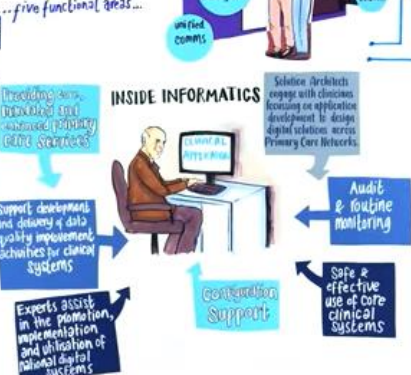 ...five functional areas...
unified
comms
Providing core,
mandated and
enhanced primary
care services
INSIDE INFORMATICS
CLINICAL
APPLICATION
Solution Architects
engage with clinicians
focussing on application
development to design
digital solutions across
Primary Care Networks.
Support development
and delivery of data
quality improvement
activities for clinical
systems
Audit
& routine
monitoring
Experts assist
in the promotion,
implementation
and utilisation of
national digital
systems
Configuration
Support
Safe &
effective
use of core
clinical
systems